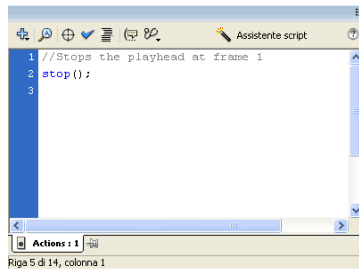 Assistente script
1 //Stops the playhead at frame 1
2 stop();
3
Actions : 1
Riga 5 di 14, colonna 1